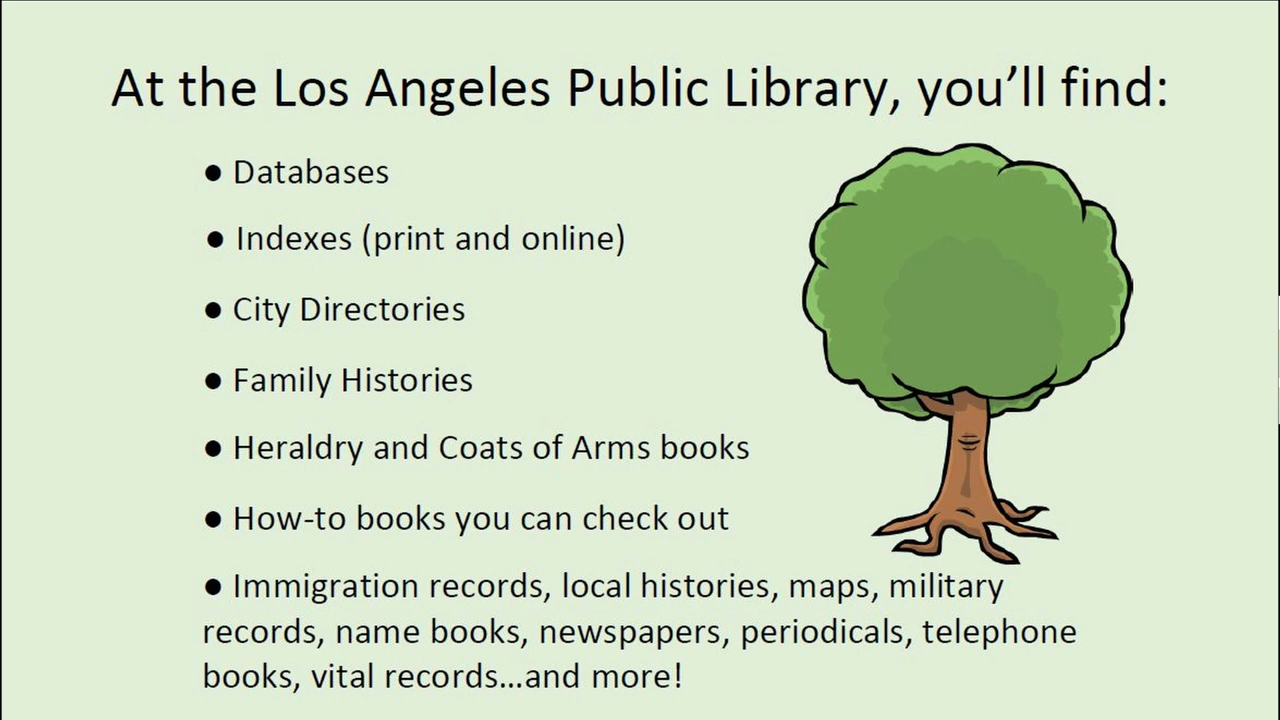 At the Los Angeles Public Library, you’ll find:
● Databases
● Indexes (print and online)
● City Directories
● Family Histories
● Heraldry and Coats of Arms books
● How-to books you can check out
● Immigration records, local histories, maps, military
records, name books, newspapers, periodicals, telephone
books, vital records…and more!